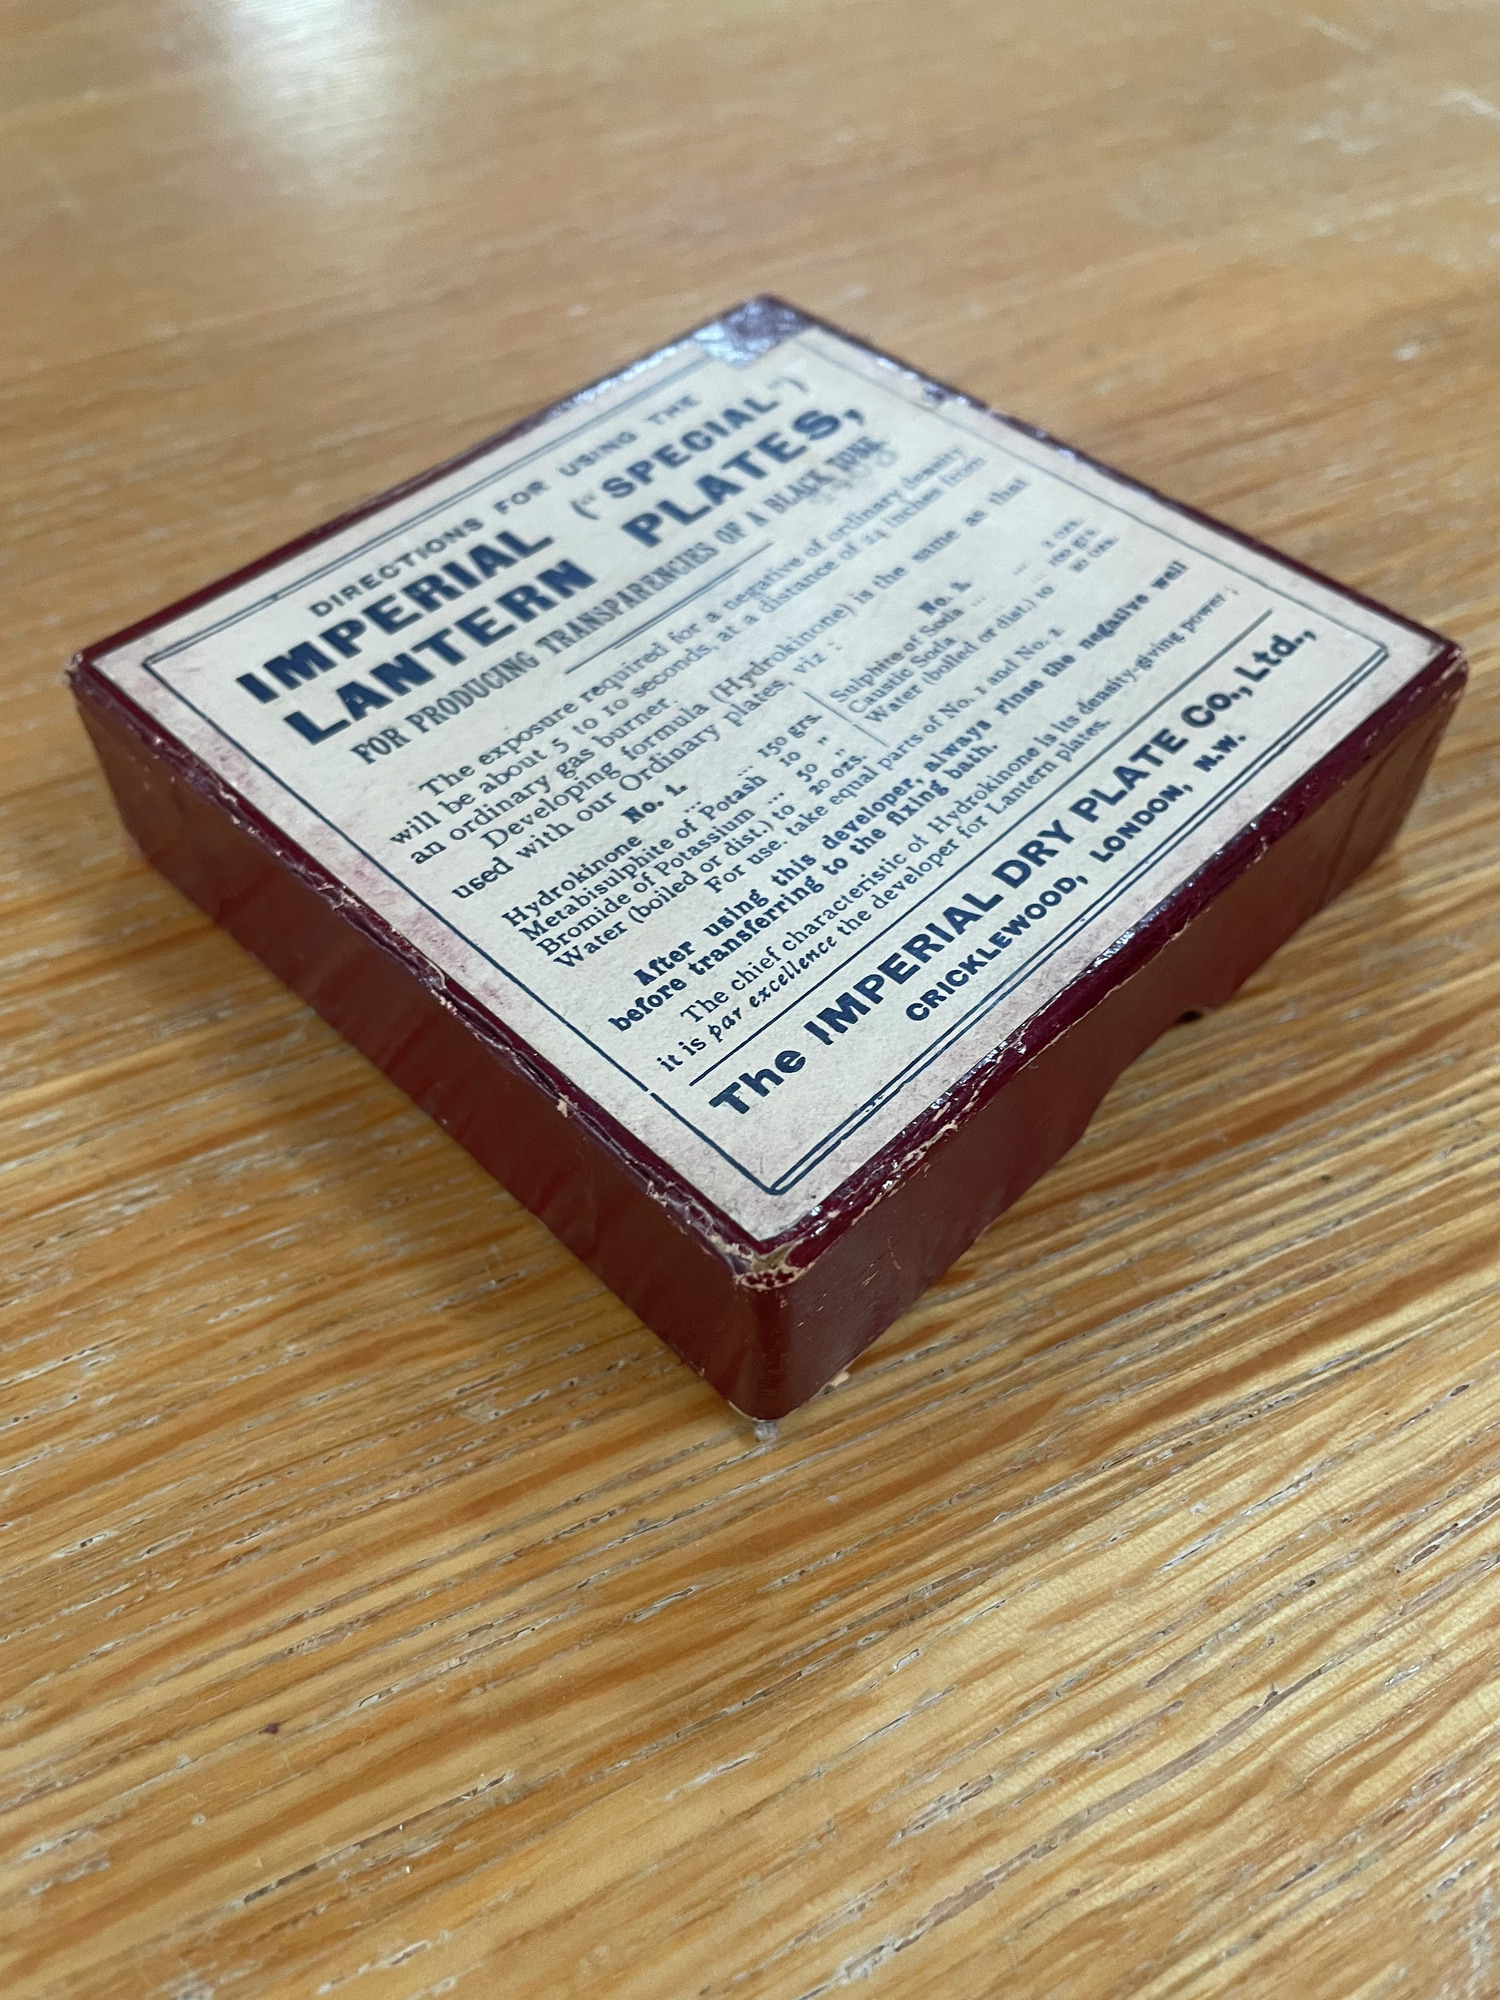 DIRECTIONS FOR USING THE
IMPERIAL ("SPECIAL")
LANTERN PLATES,
FOR PRODUCING TRANSPARENCIES OF A BLACK TONE
The exposure required for a negative of ordinary density
will be about 5 to 10 seconds, at a distance of 24 inches from
an ordinary gas burner.
Developing formula (Hydrokinone) is the same as that
used with our Ordinary plates, viz:
No. 1.
Hydrokinone ... ... 150 grs.
Metabisulphite of Potash 10 „
Bromide of Potassium ... 50 „
Water (boiled or dist.) to 20 ozs.
No. 2.
Sulphite of Soda ... ... 2 ozs.
Caustic Soda 100 grs.
Water (boiled or dist.) to 20 ozs.
For use, take equal parts of No. 1 and No. 2.
After using this developer, always rinse the negative well
before transferring to the fixing bath.
The chief characteristic of Hydrokinone is its density-giving power;
it is par excellence the developer for Lantern plates.
The IMPERIAL DRY PLATE Co., Ltd.,
CRICKLEWOOD, LONDON, N.W.